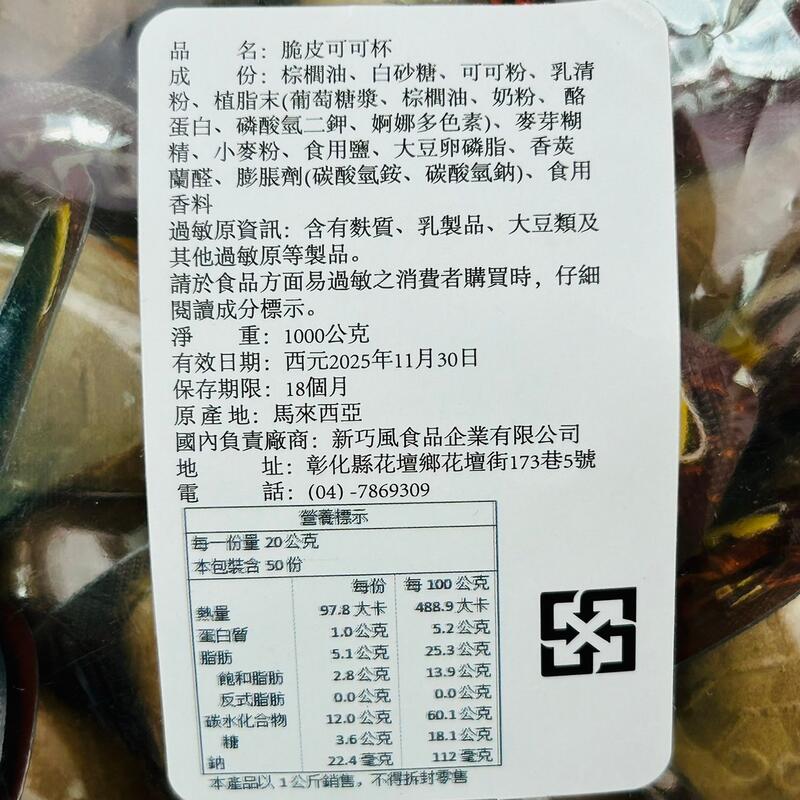 品　　名：脆皮可可杯
成　　份：棕櫚油、白砂糖、可可粉、乳清
粉、植脂末(葡萄糖漿、棕櫚油、奶粉、酪
蛋白、磷酸氫二鉀、婀娜多色素)、麥芽糊
精、小麥粉、食用鹽、大豆卵磷脂、香莢
蘭醛、膨脹劑(碳酸氫銨、碳酸氫鈉)、食用
香料
過敏原資訊：含有麩質、乳製品、大豆類及
其他過敏原等製品。
請於食品方面易過敏之消費者購買時，仔細
閱讀成分標示。
淨　　重：1000公克
有效日期：西元2025年11月30日
保存期限：18個月
原 產 地：馬來西亞
國內負責廠商：新巧風食品企業有限公司
地　　址：彰化縣花壇鄉花壇街173巷5號
電　　話：(04) -7869309
營養標示
每一份量 20 公克
本包裝含 50 份
每份　每 100 公克
熱量　97.8 大卡　488.9 大卡
蛋白質　1.0 公克　5.2 公克
脂肪　5.1 公克　25.3 公克
飽和脂肪　2.8 公克　13.9 公克
反式脂肪　0.0 公克　0.0 公克
碳水化合物　12.0 公克　60.1 公克
糖　3.6 公克　18.1 公克
鈉　22.4 毫克　112 毫克
本產品以 1 公斤銷售，不得拆封零售